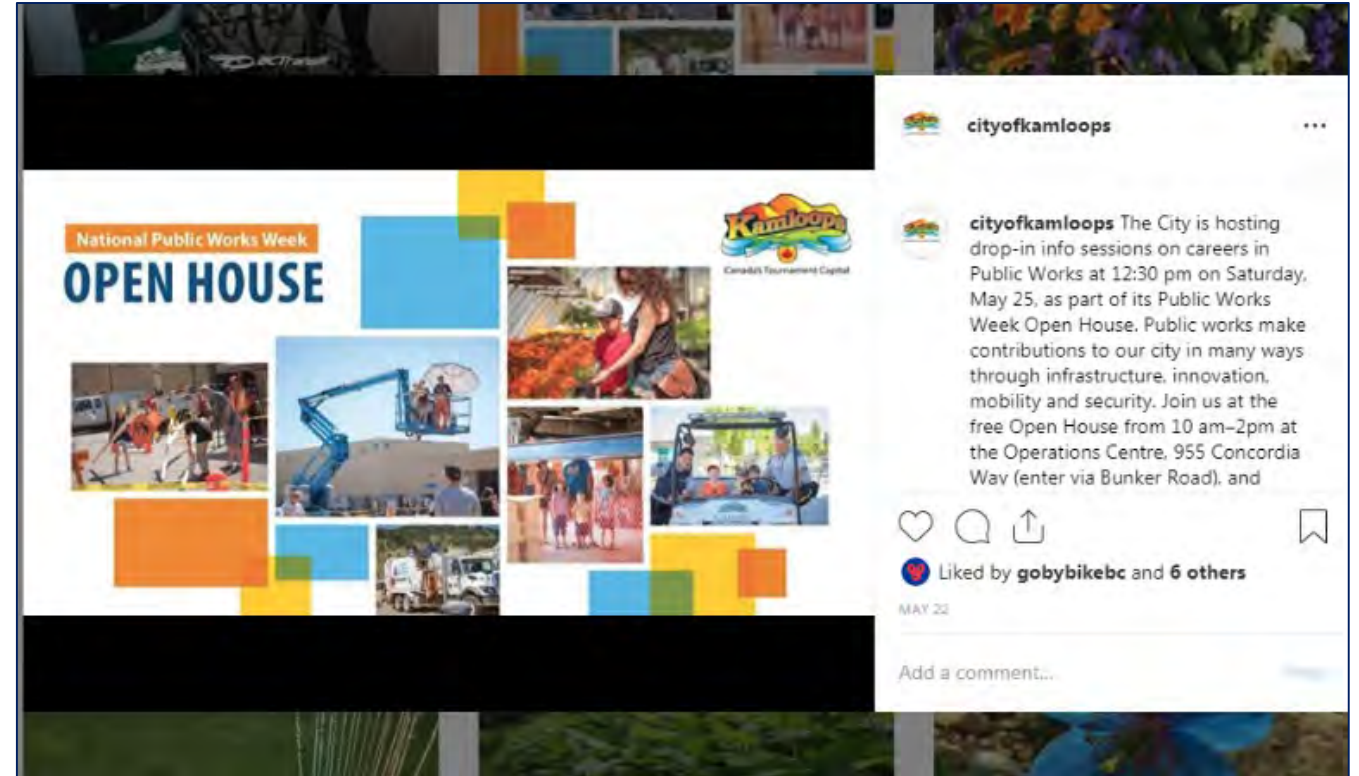 BCTransit
cityofkamloops
National Public Works Week
OPEN HOUSE
Kamloops
Canada's Tournament Capital
cityofkamloops The City is hosting
drop-in info sessions on careers in
Public Works at 12:30 pm on Saturday,
May 25, as part of its Public Works
Week Open House. Public works make
contributions to our city in many ways
through infrastructure, innovation,
mobility and security. Join us at the
free Open House from 10 am–2pm at
the Operations Centre, 955 Concordia
Way (enter via Bunker Road), and
Liked by gobybikebc and 6 others
MAY 22
Add a comment...